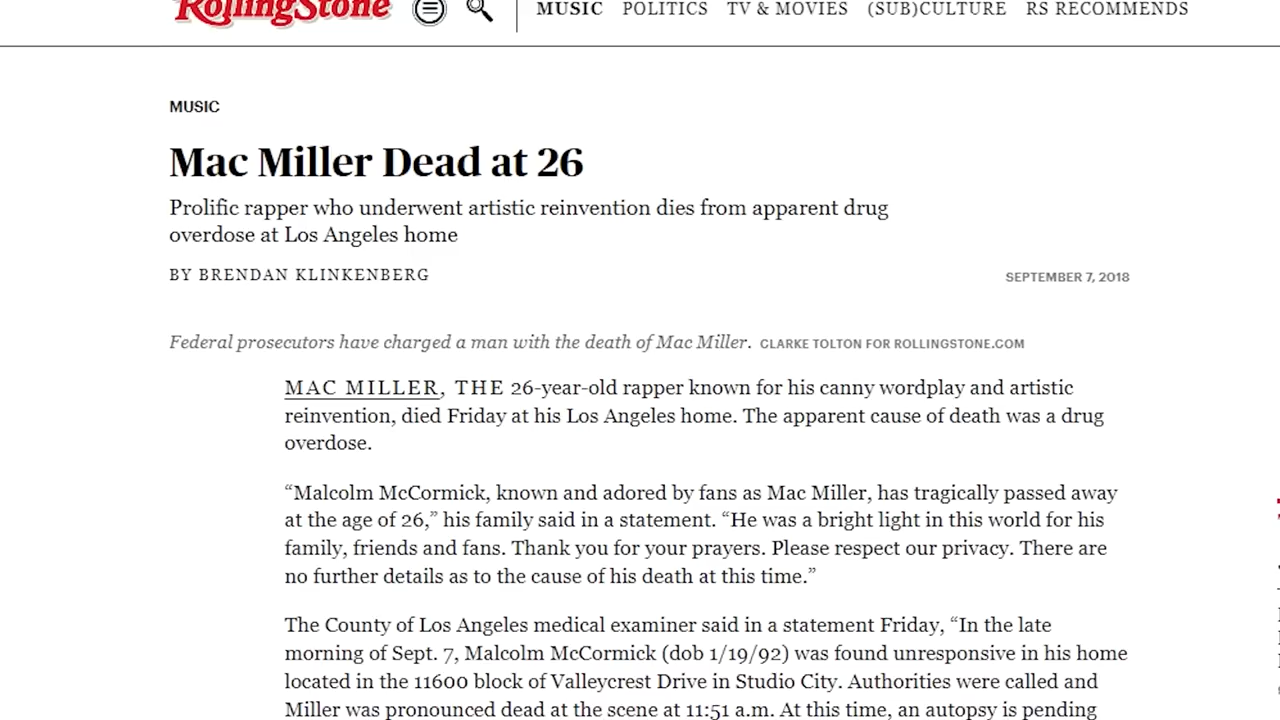 RollingStone MUSIC POLITICS TV & MOVIES (SUB)CULTURE RS RECOMMENDS
MUSIC
Mac Miller Dead at 26
Prolific rapper who underwent artistic reinvention dies from apparent drug
overdose at Los Angeles home
BY BRENDAN KLINKENBERG
SEPTEMBER 7, 2018
Federal prosecutors have charged a man with the death of Mac Miller. CLARKE TOLTON FOR ROLLINGSTONE.COM
MAC MILLER, THE 26-year-old rapper known for his canny wordplay and artistic
reinvention, died Friday at his Los Angeles home. The apparent cause of death was a drug
overdose.
“Malcolm McCormick, known and adored by fans as Mac Miller, has tragically passed away
at the age of 26,” his family said in a statement. “He was a bright light in this world for his
family, friends and fans. Thank you for your prayers. Please respect our privacy. There are
no further details as to the cause of his death at this time.”
The County of Los Angeles medical examiner said in a statement Friday, “In the late
morning of Sept. 7, Malcolm McCormick (dob 1/19/92) was found unresponsive in his home
located in the 11600 block of Valleycrest Drive in Studio City. Authorities were called and
Miller was pronounced dead at the scene at 11:51 a.m. At this time, an autopsy is pending